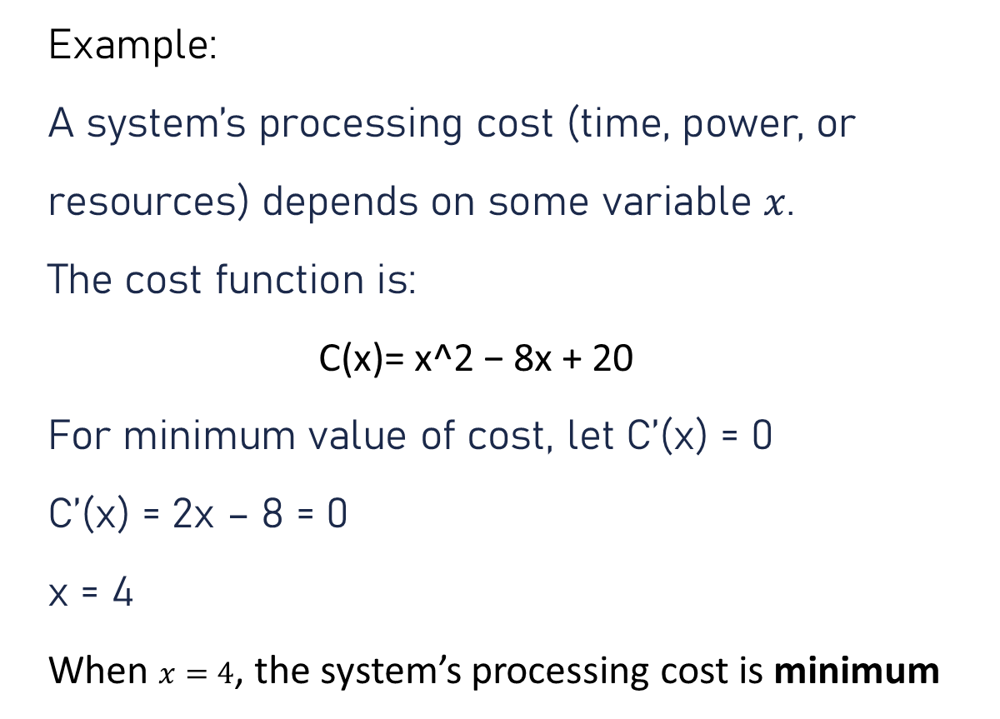 Example:
A system’s processing cost (time, power, or
resources) depends on some variable 𝑥.
The cost function is:
C(x)= x^2 – 8x + 20
For minimum value of cost, let C’(x) = 0
C’(x) = 2x – 8 = 0
x = 4
When 𝑥 = 4, the system’s processing cost is minimum